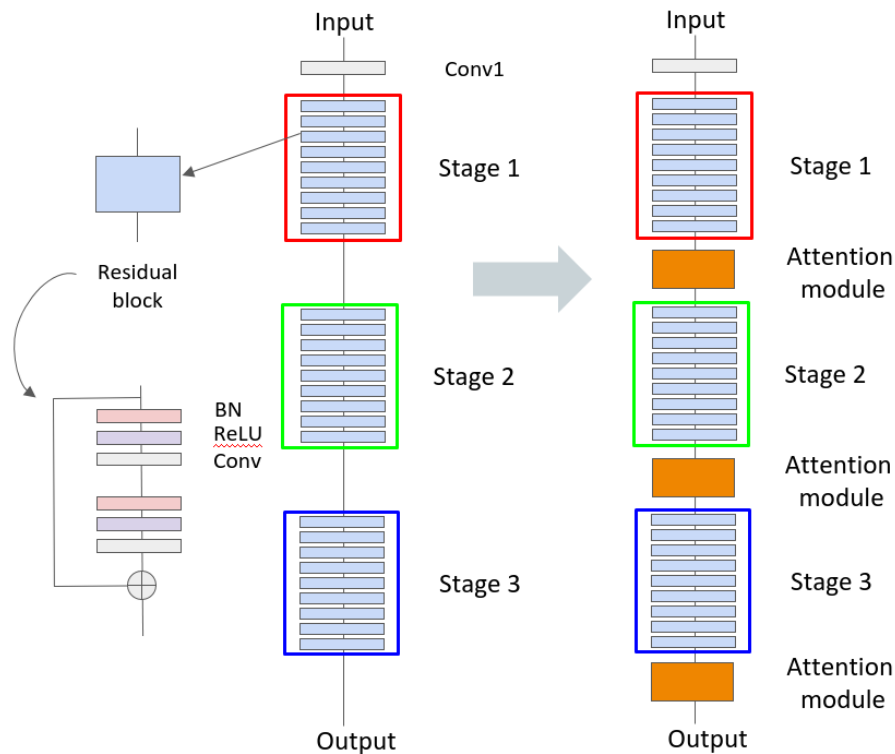 Input
Conv1
Stage 1
Residual
block
Stage 2
BN
ReLU
Conv
Stage 3
Output
Input
Stage 1
Attention
module
Stage 2
Attention
module
Stage 3
Attention
module
Output